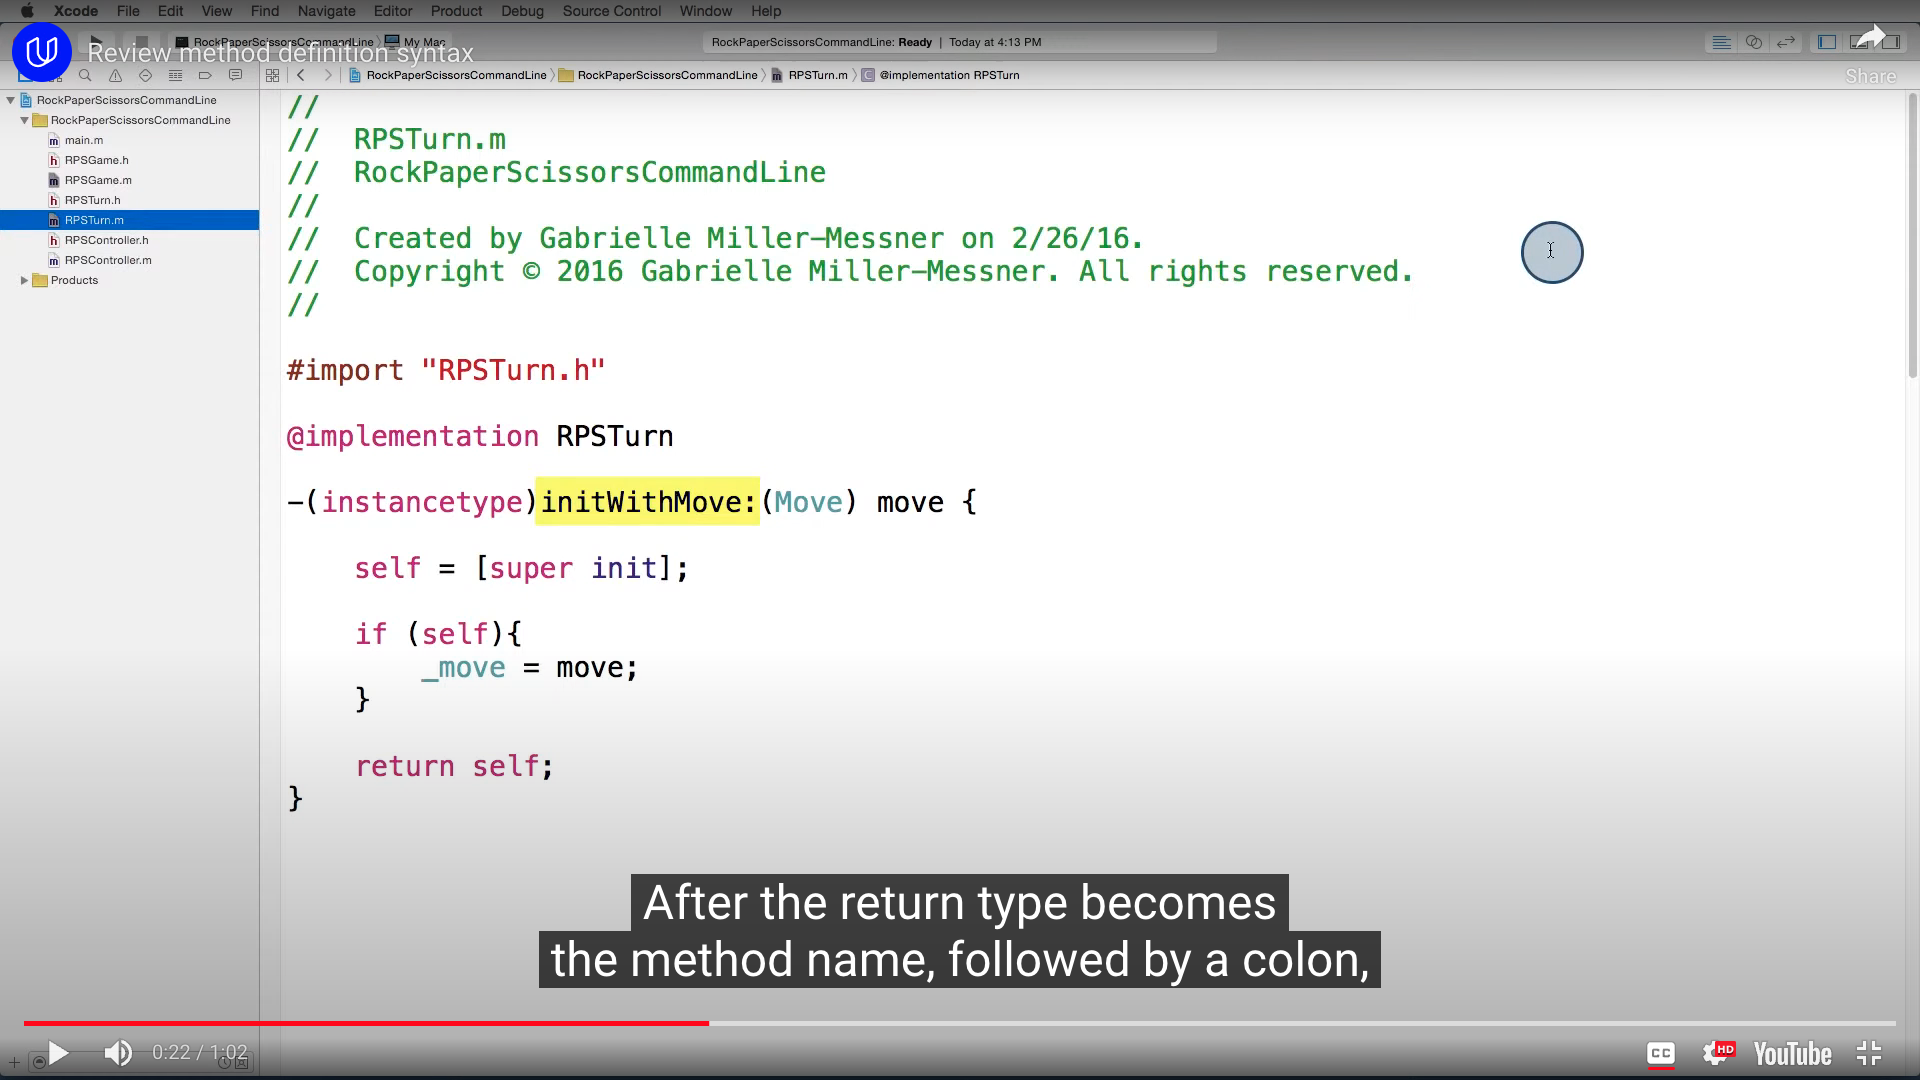 Xcode File Edit View Find Navigate Editor Product Debug Source Control Window Help
RockPaperScissorsCommandLine My Mac
RockPaperScissorsCommandLine: Ready | Today at 4:13 PM
Review method definition syntax
Share
RockPaperScissorsCommandLine RockPaperScissorsCommandLine RPSTurn.m @implementation RPSTurn
RockPaperScissorsCommandLine
RockPaperScissorsCommandLine
main.m
RPSGame.h
RPSGame.m
RPSTurn.h
RPSTurn.m
RPSController.h
RPSController.m
Products
//
// RPSTurn.m
// RockPaperScissorsCommandLine
//
// Created by Gabrielle Miller-Messner on 2/26/16.
// Copyright © 2016 Gabrielle Miller-Messner. All rights reserved.
//
#import "RPSTurn.h"
@implementation RPSTurn
-(instancetype)initWithMove:(Move) move {
self = [super init];
if (self){
_move = move;
}
return self;
}
After the return type becomes
the method name, followed by a colon,
0:22 / 1:02
CC HD YouTube